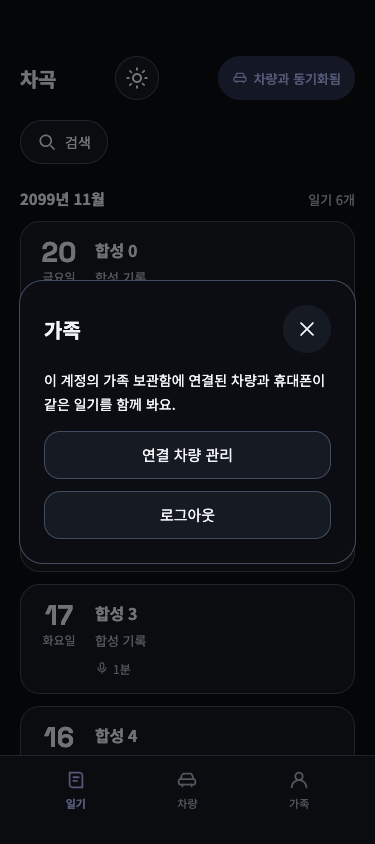 차곡
차량과 동기화됨
검색
2099년 11월
일기 6개
20
합성 0
금요일
합성 기록
가족
이 계정의 가족 보관함에 연결된 차량과 휴대폰이
같은 일기를 함께 봐요.
연결 차량 관리
로그아웃
17
합성 3
화요일
합성 기록
1분
16
합성 4
일기
차량
가족